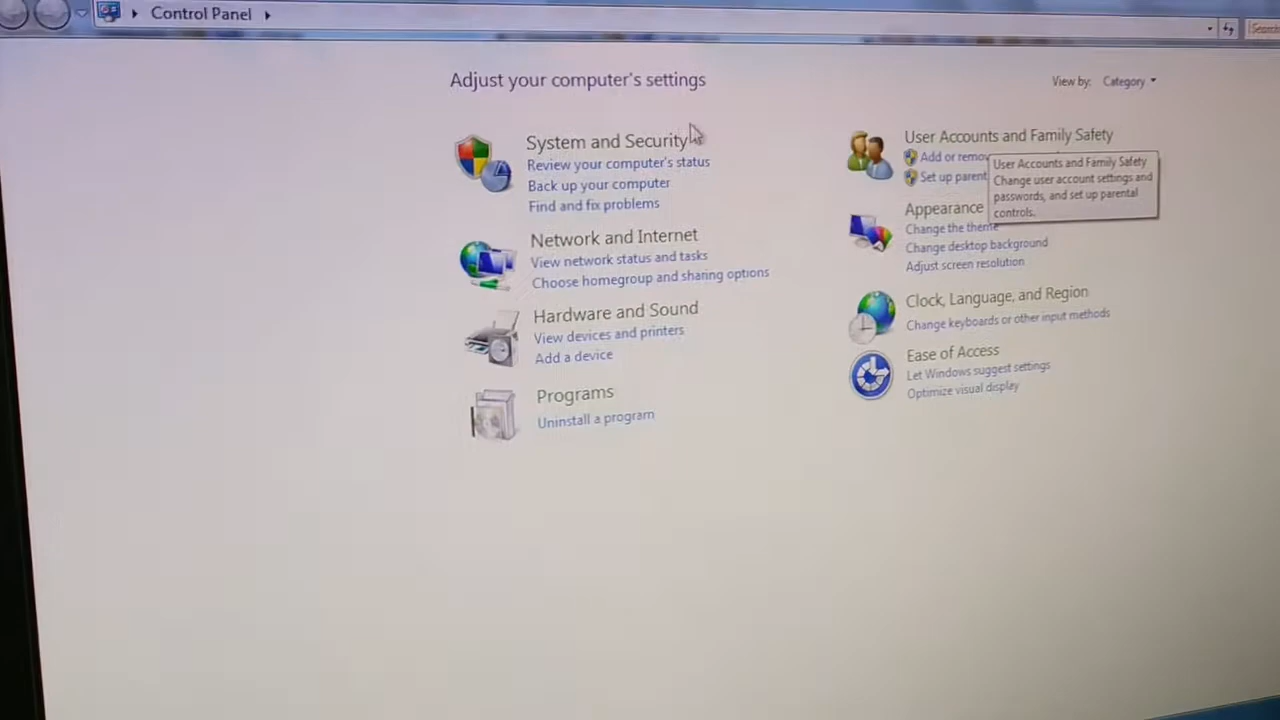 Control Panel
Search
Adjust your computer's settings
View by: Category
System and Security
Review your computer's status
Back up your computer
Find and fix problems
Network and Internet
View network status and tasks
Choose homegroup and sharing options
Hardware and Sound
View devices and printers
Add a device
Programs
Uninstall a program
User Accounts and Family Safety
Add or remov
Set up parent
User Accounts and Family Safety
Change user account settings and
passwords, and set up parental
controls.
Appearance
Change the theme
Change desktop background
Adjust screen resolution
Clock, Language, and Region
Change keyboards or other input methods
Ease of Access
Let Windows suggest settings
Optimize visual display